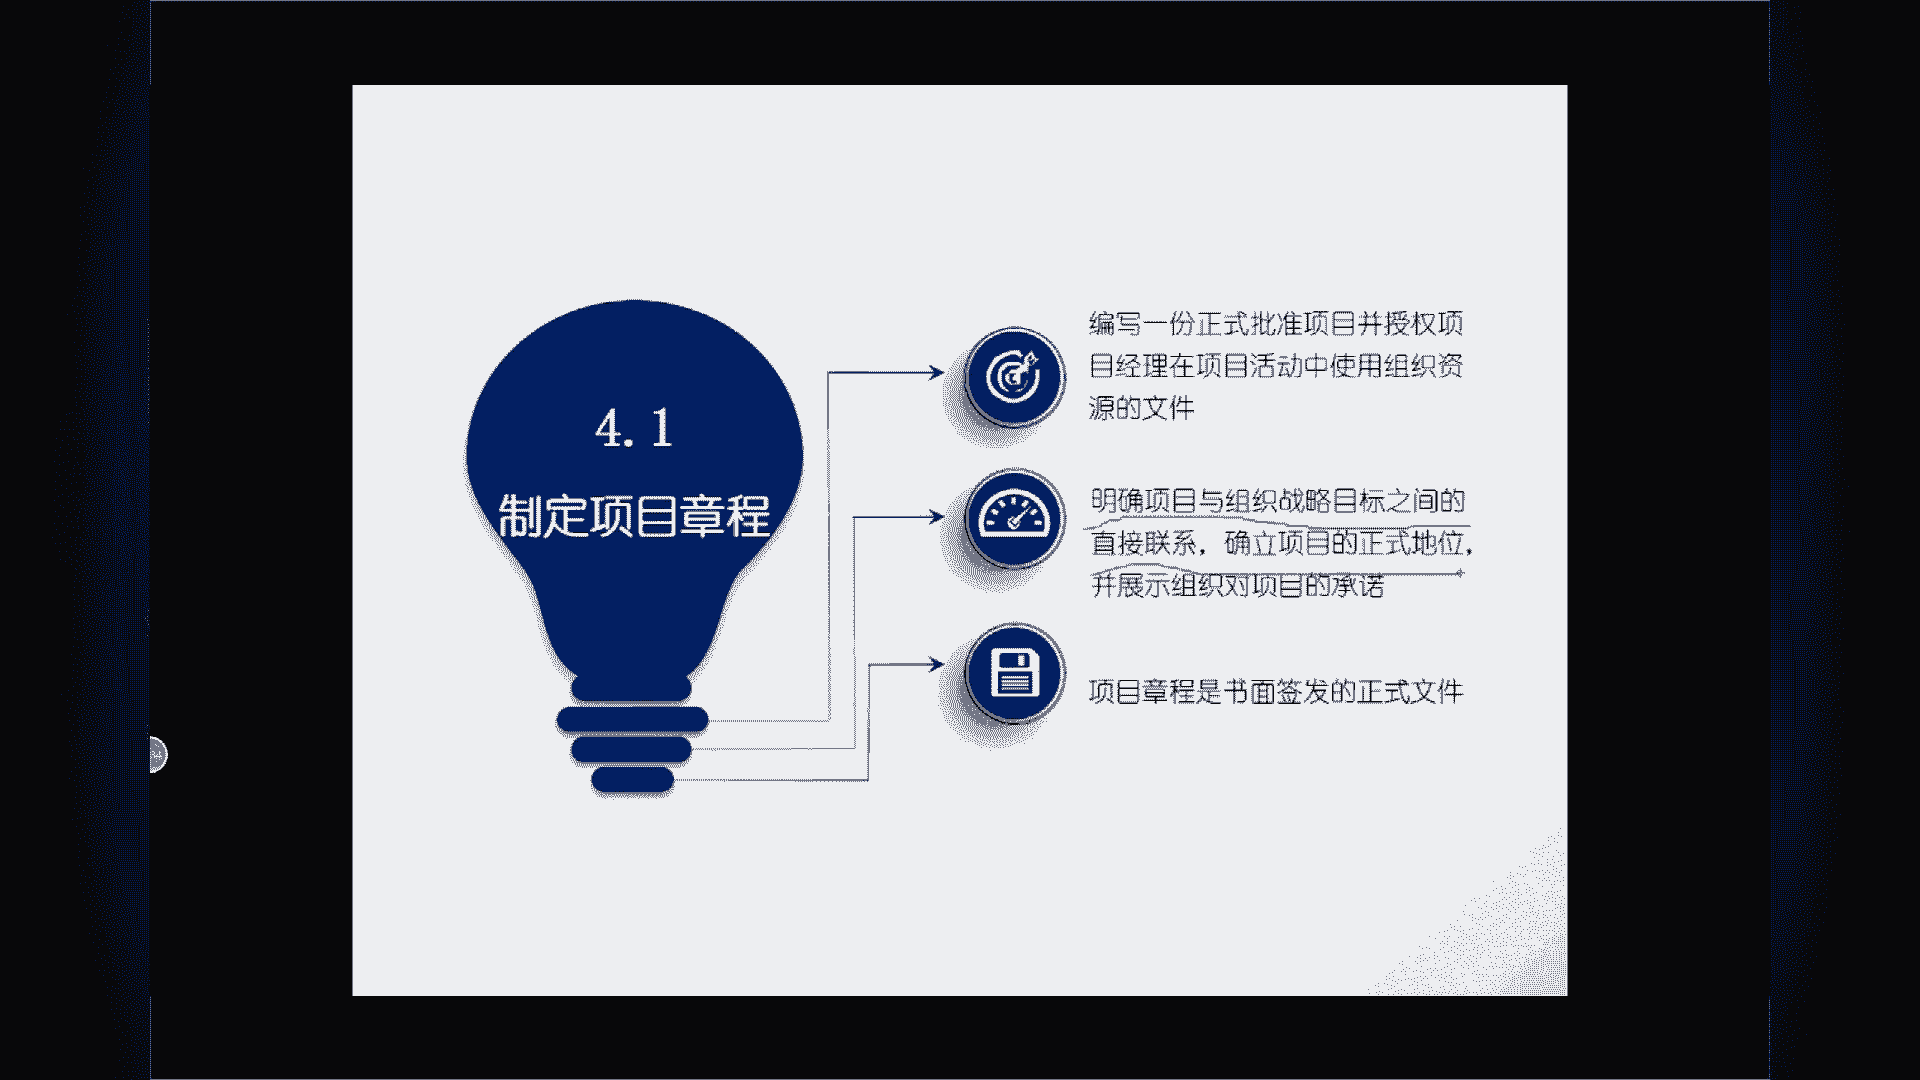 4.1
制定项目章程
编写一份正式批准项目并授权项
目经理在项目活动中使用组织资
源的文件
明确项目与组织战略目标之间的
直接联系，确立项目的正式地位，
并展示组织对项目的承诺
项目章程是书面签发的正式文件